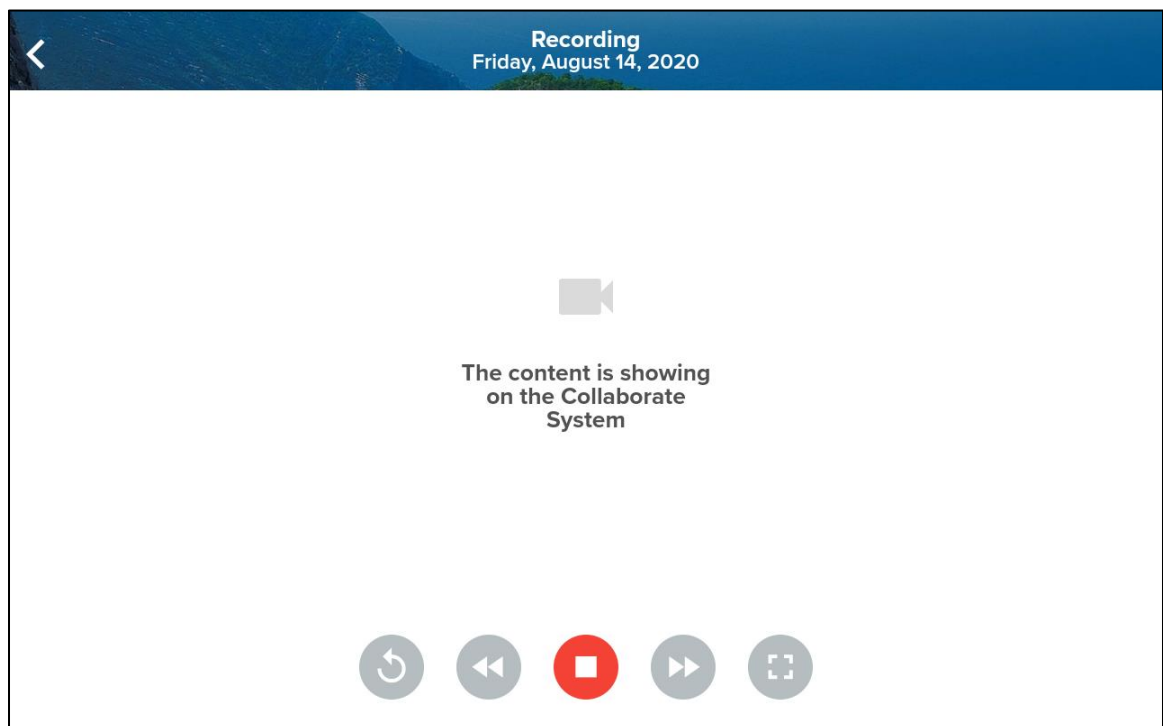 Recording
Friday, August 14, 2020
The content is showing
on the Collaborate
System